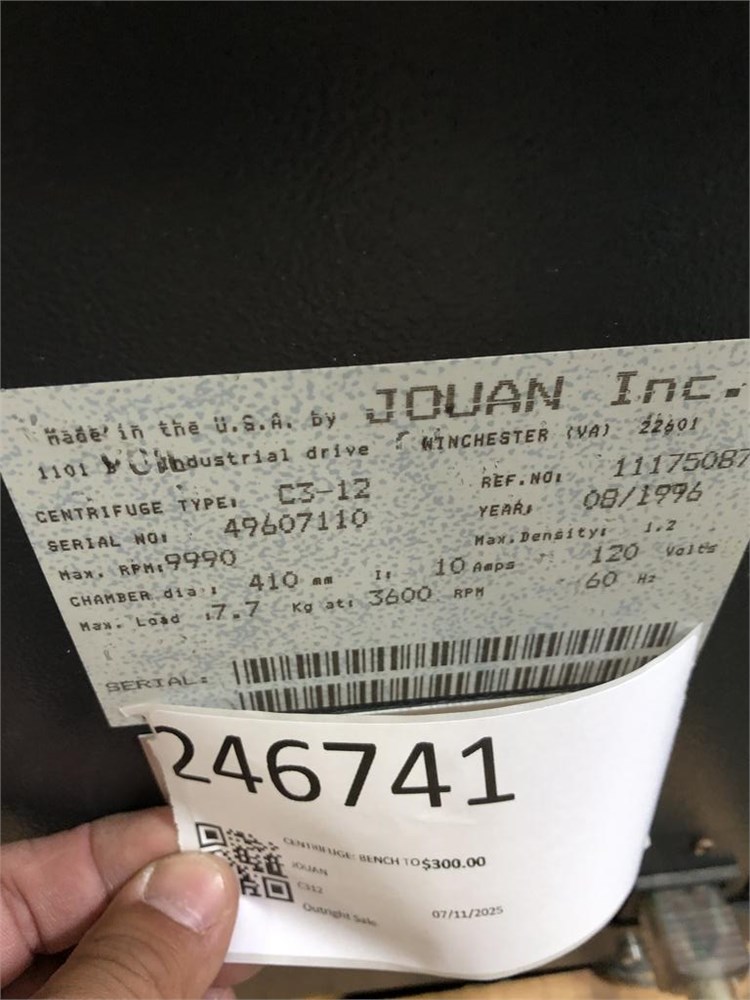 Made in the U.S.A. by JOUAN Inc.
1101 Industrial drive WINCHESTER (VA) 22601
CENTRIFUGE TYPE: C3-12 REF.NO: 11175087
SERIAL NO: 49607110 YEAR: 08/1996
Max. RPM:9990 Max.Density: 1.2
CHAMBER dia : 410 mm I: 10 Amps 120 Volts
Max. Load :7.7 Kg at: 3600 RPM 60 Hz
SERIAL:
246741
CENTRIFUGE: BENCH TO $300.00
JOUAN
C312
Outright Sale 07/11/2025